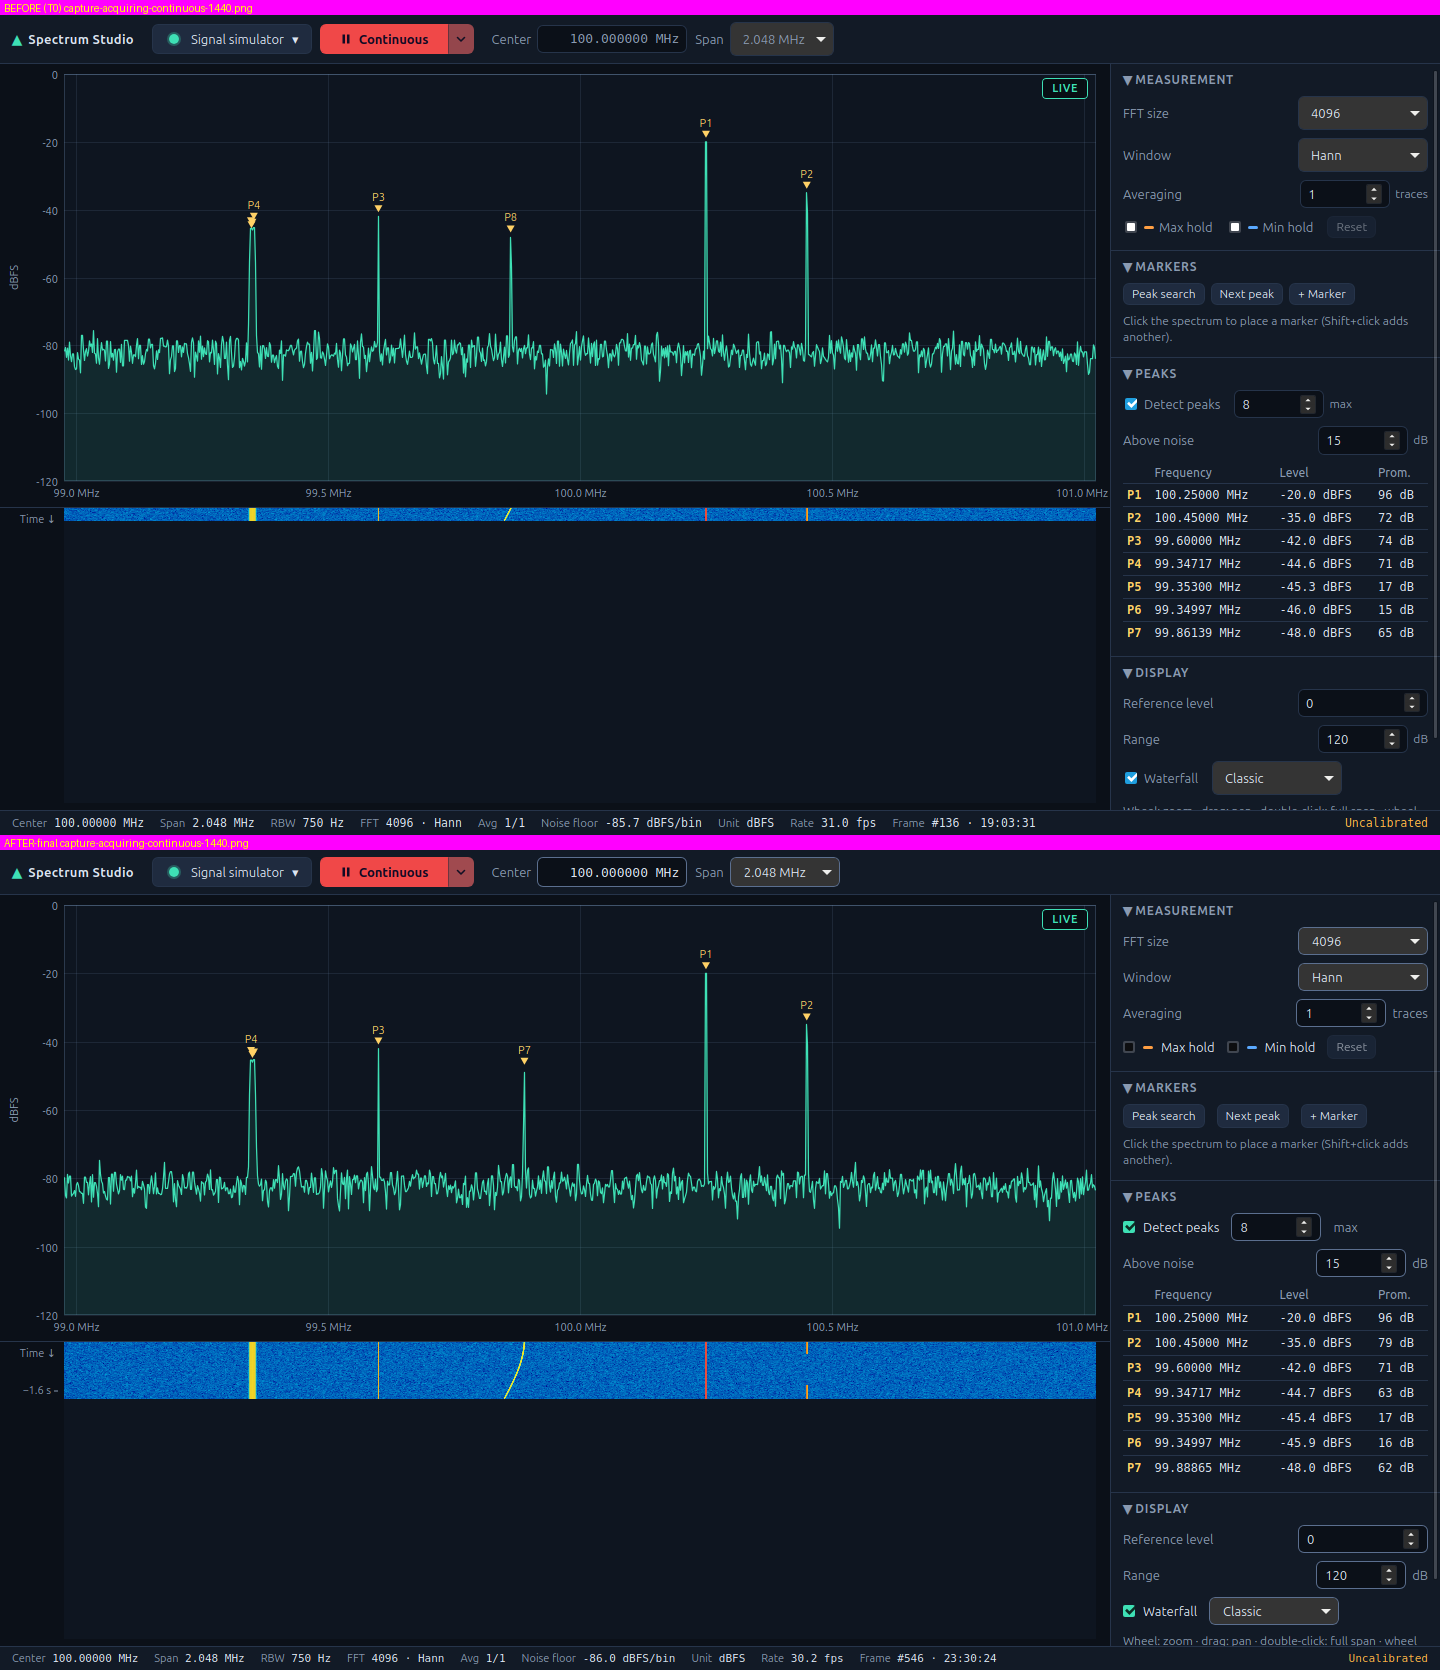 BEFORE (T0) capture-acquiring-continuous-1440.png
▲ Spectrum Studio Signal simulator ▾ Continuous Center 100.000000 MHz Span 2.048 MHz
LIVE
0
-20
-40
-60
-80
-100
-120
dBFS
P4
P3
P8
P1
P2
99.0 MHz 99.5 MHz 100.0 MHz 100.5 MHz 101.0 MHz
Time ↓
▼ MEASUREMENT
FFT size 4096
Window Hann
Averaging 1 traces
Max hold Min hold Reset
▼ MARKERS
Peak search Next peak + Marker
Click the spectrum to place a marker (Shift+click adds
another).
▼ PEAKS
Detect peaks 8 max
Above noise 15 dB
Frequency Level Prom.
P1 100.25000 MHz -20.0 dBFS 96 dB
P2 100.45000 MHz -35.0 dBFS 72 dB
P3 99.60000 MHz -42.0 dBFS 74 dB
P4 99.34717 MHz -44.6 dBFS 71 dB
P5 99.35300 MHz -45.3 dBFS 17 dB
P6 99.34997 MHz -46.0 dBFS 15 dB
P7 99.86139 MHz -48.0 dBFS 65 dB
▼ DISPLAY
Reference level 0
Range 120 dB
Waterfall Classic
Wheel: zoom · drag: pan · double-click: full span · wheel
Center 100.00000 MHz Span 2.048 MHz RBW 750 Hz FFT 4096 · Hann Avg 1/1 Noise floor -85.7 dBFS/bin Unit dBFS Rate 31.0 fps Frame #136 · 19:03:31 Uncalibrated
AFTER-final capture-acquiring-continuous-1440.png
▲ Spectrum Studio Signal simulator ▾ Continuous Center 100.000000 MHz Span 2.048 MHz
LIVE
0
-20
-40
-60
-80
-100
-120
dBFS
P4
P3
P7
P1
P2
99.0 MHz 99.5 MHz 100.0 MHz 100.5 MHz 101.0 MHz
Time ↓
−1.6 s
▼ MEASUREMENT
FFT size 4096
Window Hann
Averaging 1 traces
Max hold Min hold Reset
▼ MARKERS
Peak search Next peak + Marker
Click the spectrum to place a marker (Shift+click adds
another).
▼ PEAKS
Detect peaks 8 max
Above noise 15 dB
Frequency Level Prom.
P1 100.25000 MHz -20.0 dBFS 96 dB
P2 100.45000 MHz -35.0 dBFS 79 dB
P3 99.60000 MHz -42.0 dBFS 71 dB
P4 99.34717 MHz -44.7 dBFS 63 dB
P5 99.35300 MHz -45.4 dBFS 17 dB
P6 99.34997 MHz -45.9 dBFS 16 dB
P7 99.88865 MHz -48.0 dBFS 62 dB
▼ DISPLAY
Reference level 0
Range 120 dB
Waterfall Classic
Wheel: zoom · drag: pan · double-click: full span · wheel
Center 100.00000 MHz Span 2.048 MHz RBW 750 Hz FFT 4096 · Hann Avg 1/1 Noise floor -86.0 dBFS/bin Unit dBFS Rate 30.2 fps Frame #546 · 23:30:24 Uncalibrated